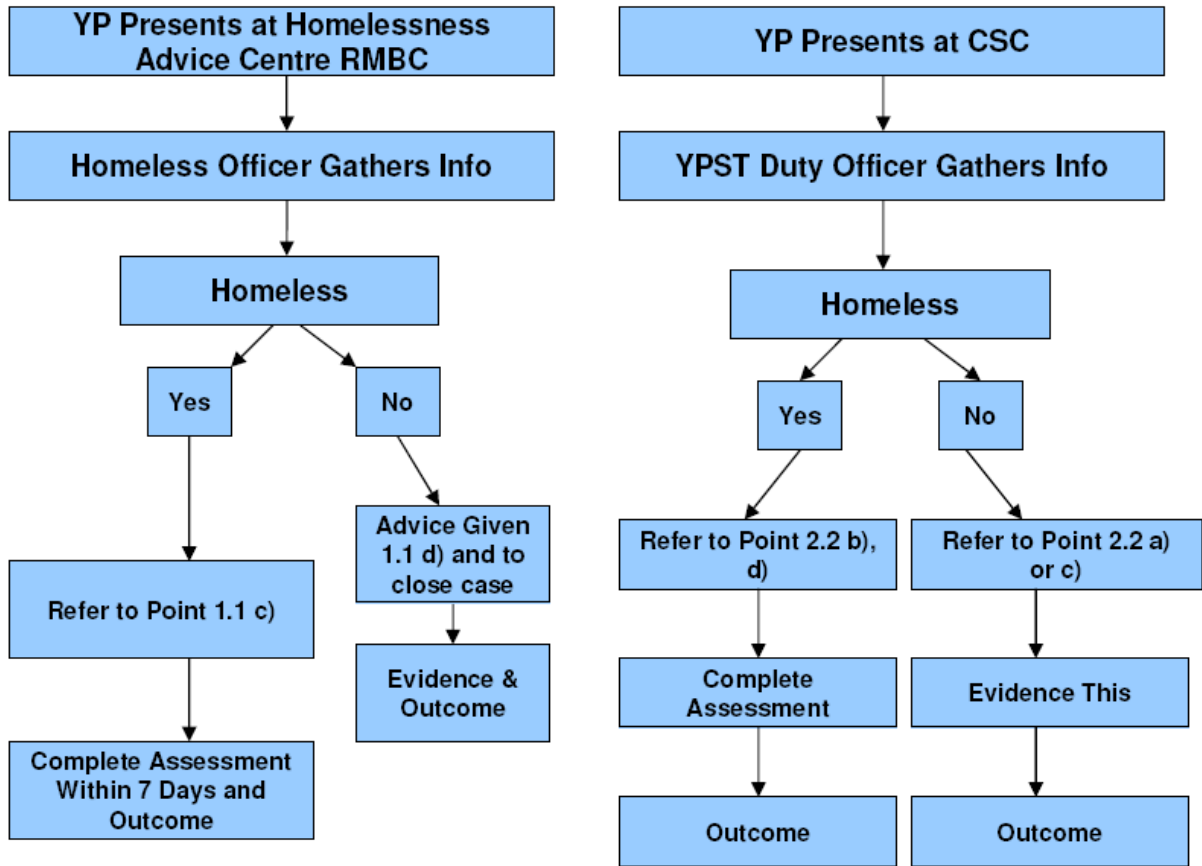 YP Presents at Homelessness
Advice Centre RMBC
Homeless Officer Gathers Info
Homeless
Yes
No
Advice Given
1.1 d) and to
close case
Refer to Point 1.1 c)
Evidence &
Outcome
Complete Assessment
Within 7 Days and
Outcome
YP Presents at CSC
YPST Duty Officer Gathers Info
Homeless
Yes
No
Refer to Point 2.2 b),
d)
Refer to Point 2.2 a)
or c)
Complete
Assessment
Evidence This
Outcome
Outcome